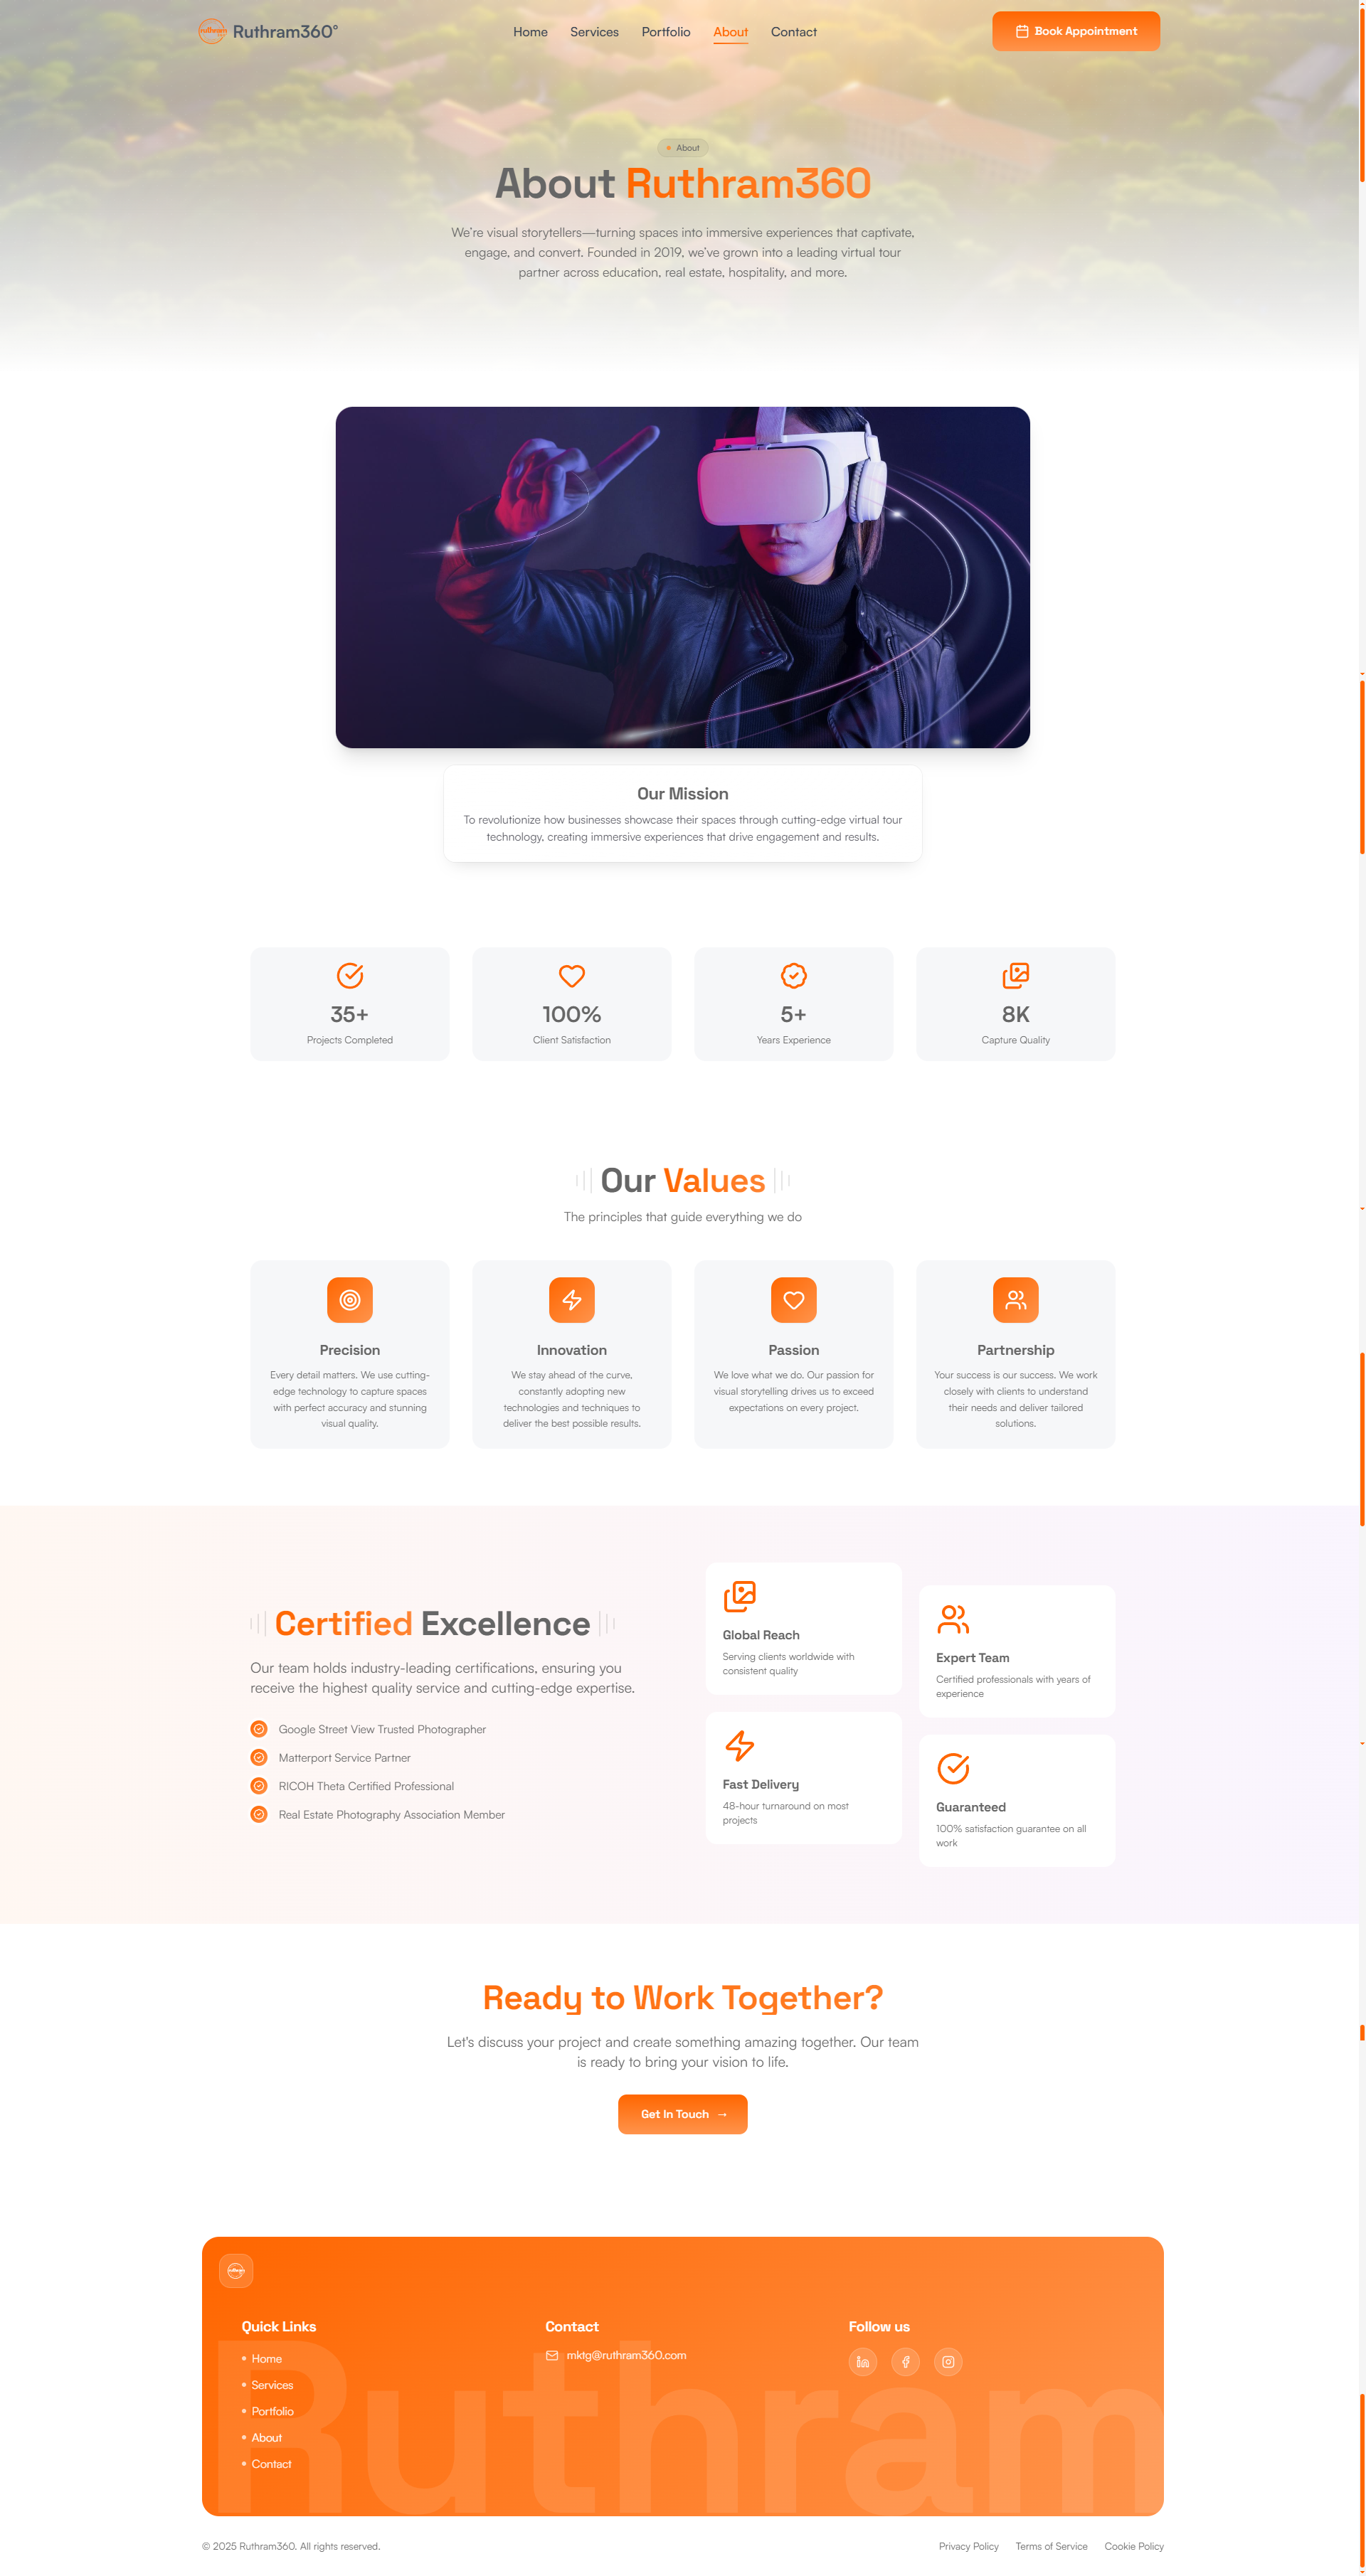 Ruthram360°
Home
Services
Portfolio
About
Contact
Book Appointment
About
About Ruthram360
We're visual storytellers—turning spaces into immersive experiences that captivate,
engage, and convert. Founded in 2019, we've grown into a leading virtual tour
partner across education, real estate, hospitality, and more.
Our Mission
To revolutionize how businesses showcase their spaces through cutting-edge virtual tour
technology, creating immersive experiences that drive engagement and results.
35+
Projects Completed
100%
Client Satisfaction
5+
Years Experience
8K
Capture Quality
Our Values
The principles that guide everything we do
Precision
Every detail matters. We use cutting-
edge technology to capture spaces
with perfect accuracy and stunning
visual quality.
Innovation
We stay ahead of the curve,
constantly adopting new
technologies and techniques to
deliver the best possible results.
Passion
We love what we do. Our passion for
visual storytelling drives us to exceed
expectations on every project.
Partnership
Your success is our success. We work
closely with clients to understand
their needs and deliver tailored
solutions.
Certified Excellence
Our team holds industry-leading certifications, ensuring you
receive the highest quality service and cutting-edge expertise.
Google Street View Trusted Photographer
Matterport Service Partner
RICOH Theta Certified Professional
Real Estate Photography Association Member
Global Reach
Serving clients worldwide with
consistent quality
Expert Team
Certified professionals with years of
experience
Fast Delivery
48-hour turnaround on most
projects
Guaranteed
100% satisfaction guarantee on all
work
Ready to Work Together?
Let's discuss your project and create something amazing together. Our team
is ready to bring your vision to life.
Get In Touch →
Quick Links
Home
Services
Portfolio
About
Contact
Contact
mktg@ruthram360.com
Follow us
Ruthram
© 2025 Ruthram360. All rights reserved.
Privacy Policy
Terms of Service
Cookie Policy